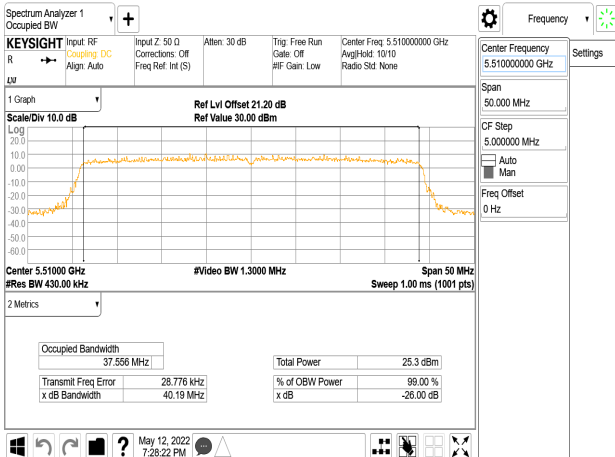 Spectrum Analyzer 1
Occupied BW
Frequency
KEYSIGHT
R
Input: RF
Coupling: DC
Align: Auto
Input Z: 50 Ω
Corrections: Off
Freq Ref: Int (S)
Atten: 30 dB
Trig: Free Run
Gate: Off
#IF Gain: Low
Center Freq: 5.510000000 GHz
Avg|Hold: 10/10
Radio Std: None
LXI
Center Frequency
5.510000000 GHz
Settings
Span
50.000 MHz
CF Step
5.000000 MHz
Auto
Man
Freq Offset
0 Hz
1 Graph
Scale/Div 10.0 dB
Ref Lvl Offset 21.20 dB
Ref Value 30.00 dBm
Log
20.0
10.0
0.00
-10.0
-20.0
-30.0
-40.0
-50.0
-60.0
Center 5.51000 GHz
#Video BW 1.3000 MHz
Span 50 MHz
#Res BW 430.00 kHz
Sweep 1.00 ms (1001 pts)
2 Metrics
Occupied Bandwidth
37.556 MHz
Total Power 25.3 dBm
Transmit Freq Error 28.776 kHz
% of OBW Power 99.00 %
x dB Bandwidth 40.19 MHz
x dB -26.00 dB
?
May 12, 2022
7:28:22 PM